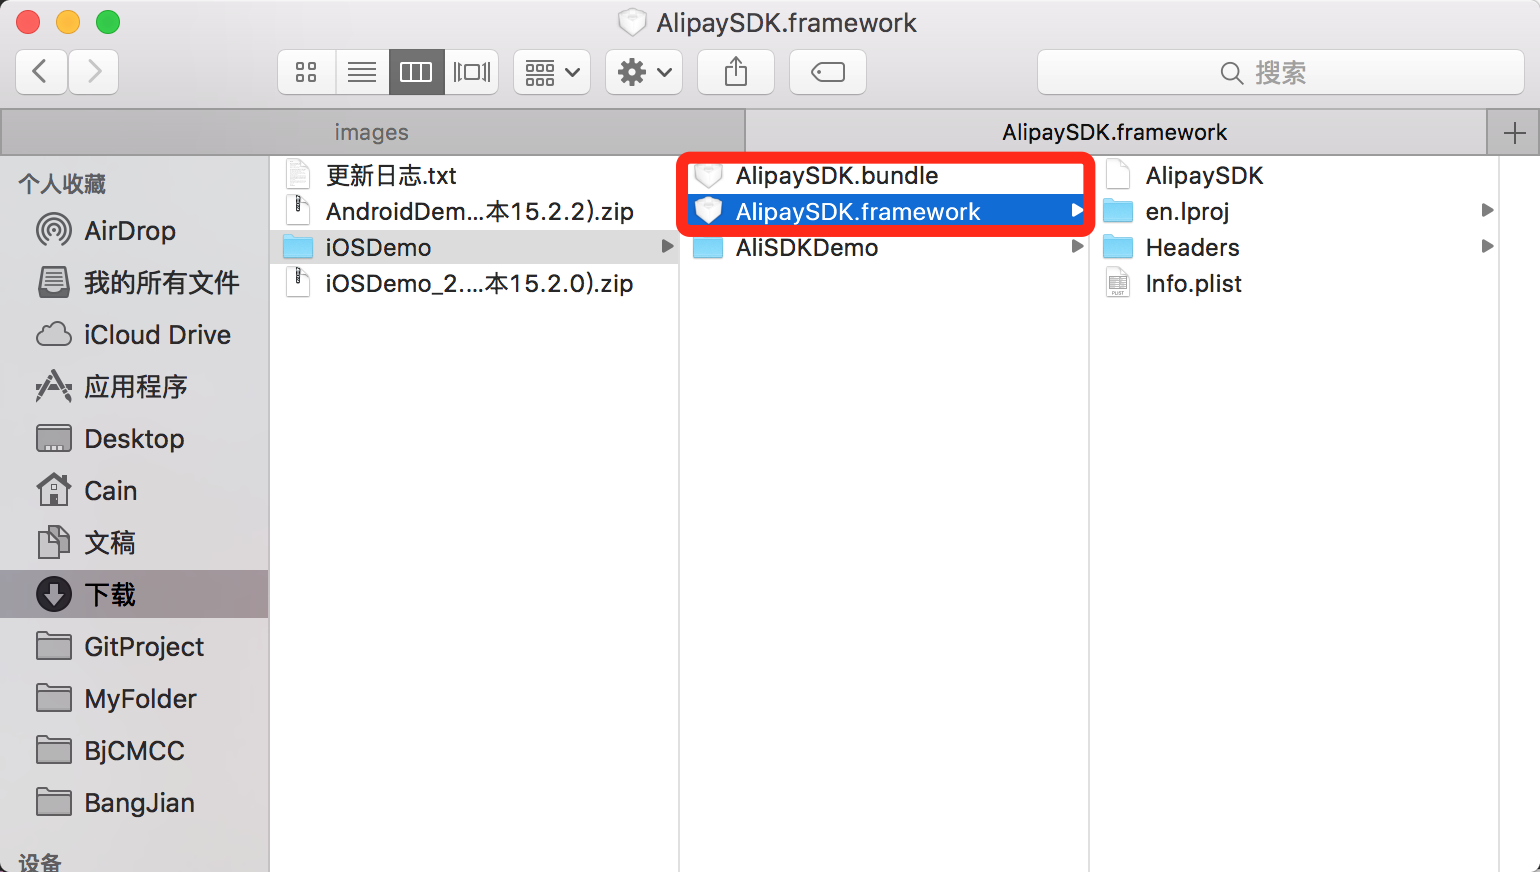 AlipaySDK.framework
搜索
images
AlipaySDK.framework
个人收藏
AirDrop
我的所有文件
iCloud Drive
应用程序
Desktop
Cain
文稿
下载
GitProject
MyFolder
BjCMCC
BangJian
设备
更新日志.txt
AndroidDem...本15.2.2).zip
iOSDemo
iOSDemo_2....本15.2.0).zip
AlipaySDK.bundle
AlipaySDK.framework
AliSDKDemo
AlipaySDK
en.lproj
Headers
Info.plist